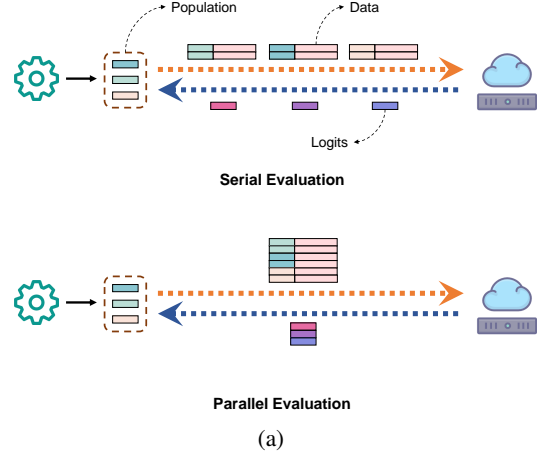 Population
Data
Logits
Serial Evaluation
Parallel Evaluation
(a)